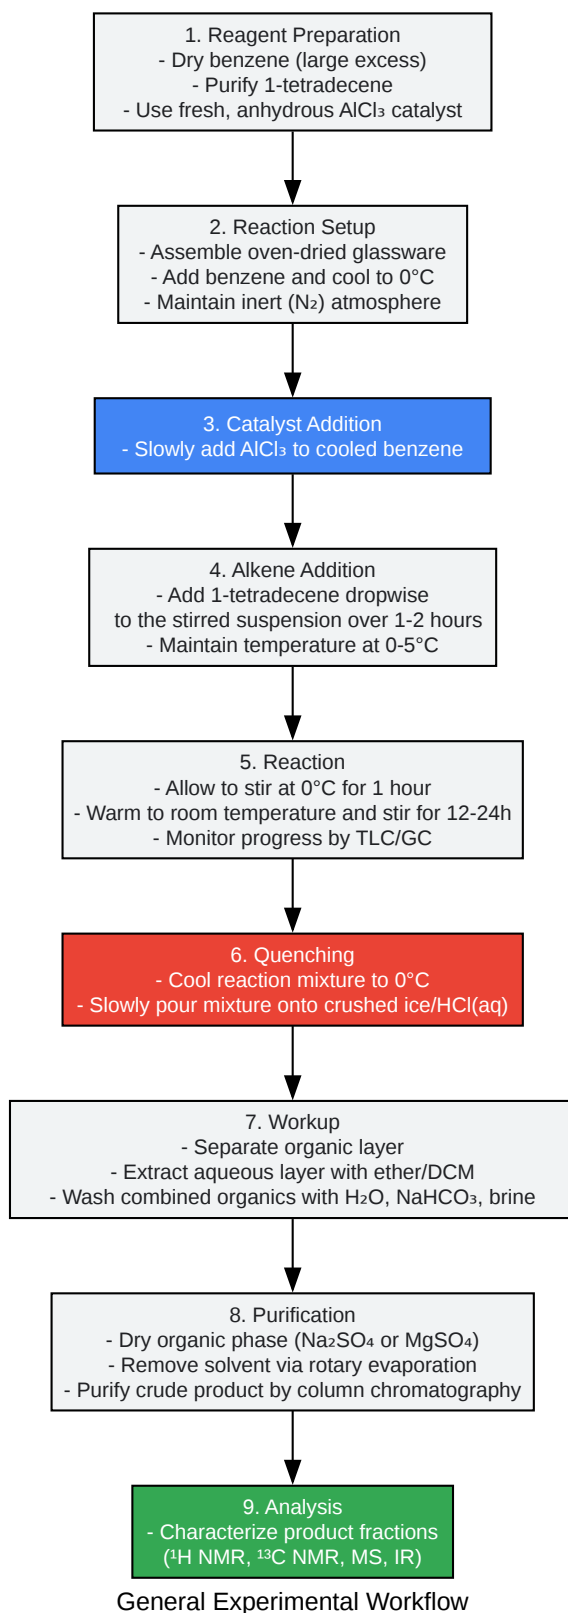 1. Reagent Preparation
- Dry benzene (large excess)
- Purify 1-tetradecene
- Use fresh, anhydrous AlCl₃ catalyst
2. Reaction Setup
- Assemble oven-dried glassware
- Add benzene and cool to 0°C
- Maintain inert (N₂) atmosphere
3. Catalyst Addition
- Slowly add AlCl₃ to cooled benzene
4. Alkene Addition
- Add 1-tetradecene dropwise
to the stirred suspension over 1-2 hours
- Maintain temperature at 0-5°C
5. Reaction
- Allow to stir at 0°C for 1 hour
- Warm to room temperature and stir for 12-24h
- Monitor progress by TLC/GC
6. Quenching
- Cool reaction mixture to 0°C
- Slowly pour mixture onto crushed ice/HCl(aq)
7. Workup
- Separate organic layer
- Extract aqueous layer with ether/DCM
- Wash combined organics with H₂O, NaHCO₃, brine
8. Purification
- Dry organic phase (Na₂SO₄ or MgSO₄)
- Remove solvent via rotary evaporation
- Purify crude product by column chromatography
9. Analysis
- Characterize product fractions
(¹H NMR, ¹³C NMR, MS, IR)
General Experimental Workflow